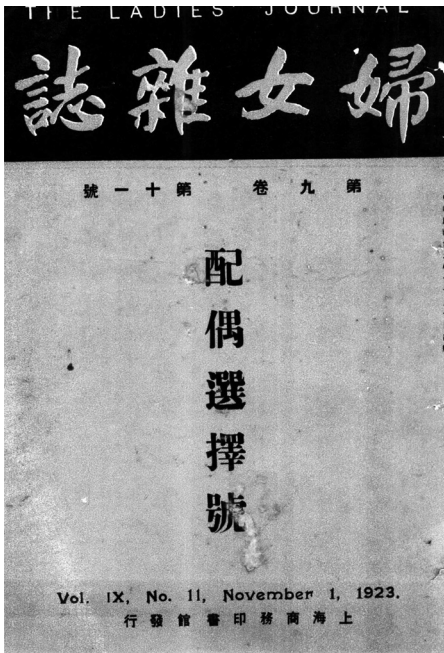 THE LADIES' JOURNAL
婦女雜誌
第九卷 第十一號
配偶選擇號
Vol. IX, No. 11, November 1, 1923.
上海商務印書館發行